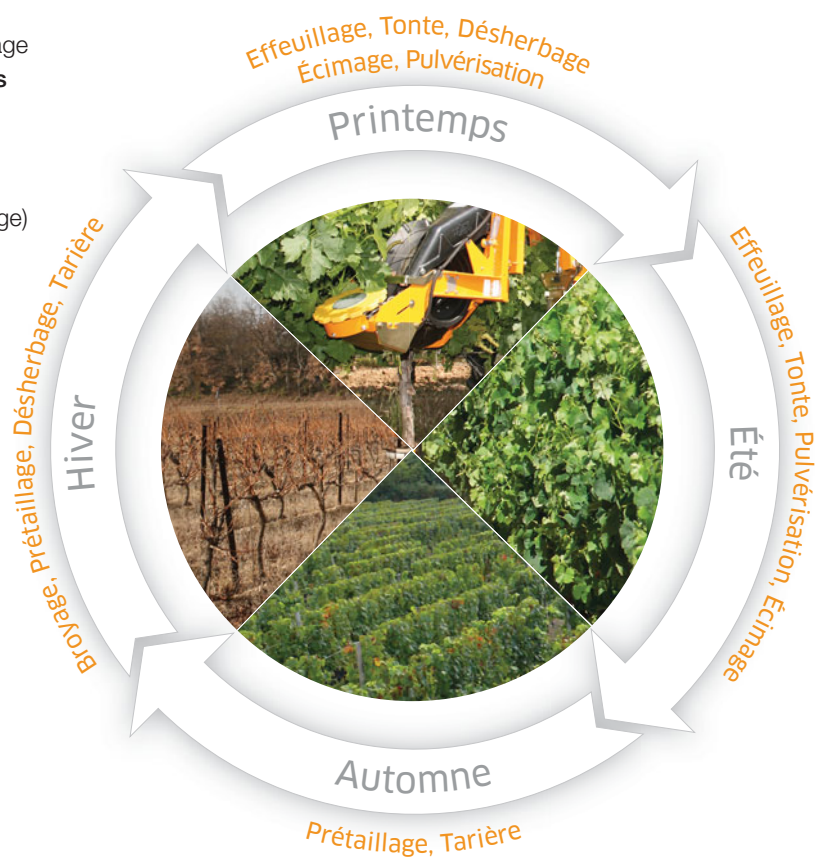 Effeuillage, Tonte, Désherbage
Écimage, Pulvérisation
Printemps
Effeuillage, Tonte, Pulvérisation, Écimage
Été
Automne
Prétaillage, Tarière
Hiver
Broyage, Prétaillage, Désherbage, Tarière